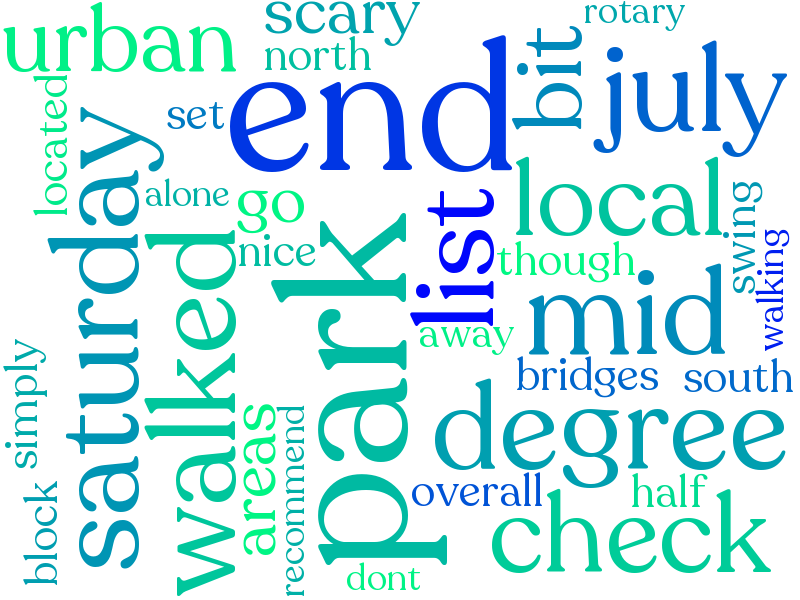 urban
scary
rotary
north
end
bit
july
located
set
saturday
alone
go
nice
walked
park
list
local
though
swing
walking
mid
away
bridges
south
simply
degree
areas
recommend
overall
half
block
check
dont